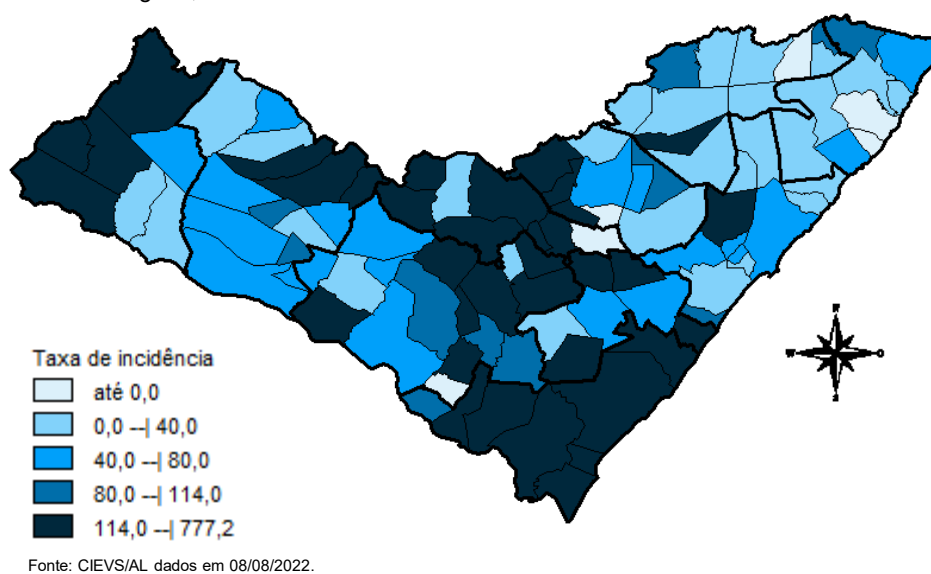 Taxa de incidência
até 0,0
0,0 --| 40,0
40,0 --| 80,0
80,0 --| 114,0
114,0 --| 777,2
Fonte: CIEVS/AL dados em 08/08/2022.